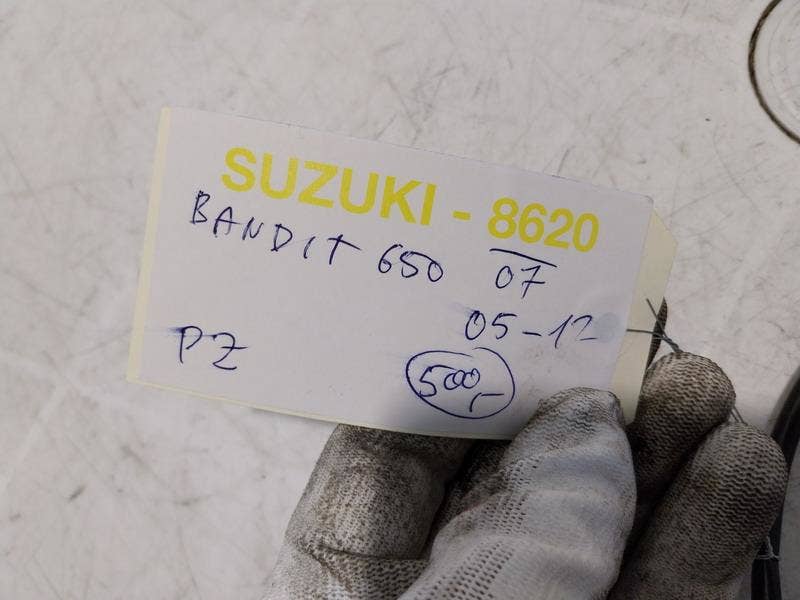 SUZUKI - 8620
BANDIT 650 07
05-12
PZ
500,-